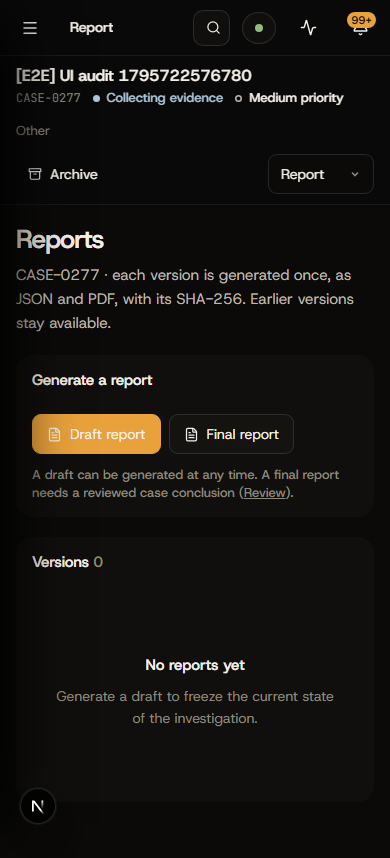 Report
99+
[E2E] UI audit 1795722576780
CASE-0277 Collecting evidence Medium priority
Other
Archive
Report
Reports
CASE-0277 · each version is generated once, as
JSON and PDF, with its SHA-256. Earlier versions
stay available.
Generate a report
Draft report
Final report
A draft can be generated at any time. A final report
needs a reviewed case conclusion (Review).
Versions 0
No reports yet
Generate a draft to freeze the current state
of the investigation.
N